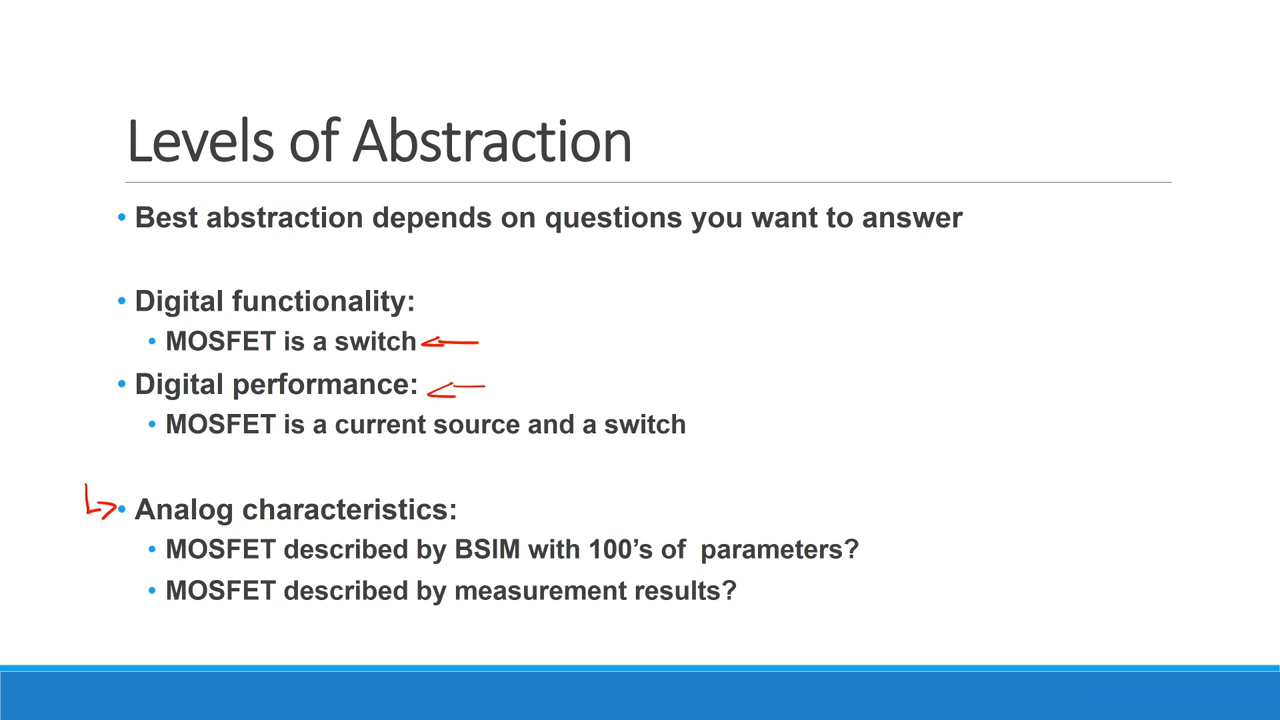 Levels of Abstraction
• Best abstraction depends on questions you want to answer
• Digital functionality:
• MOSFET is a switch
• Digital performance:
• MOSFET is a current source and a switch
• Analog characteristics:
• MOSFET described by BSIM with 100’s of parameters?
• MOSFET described by measurement results?